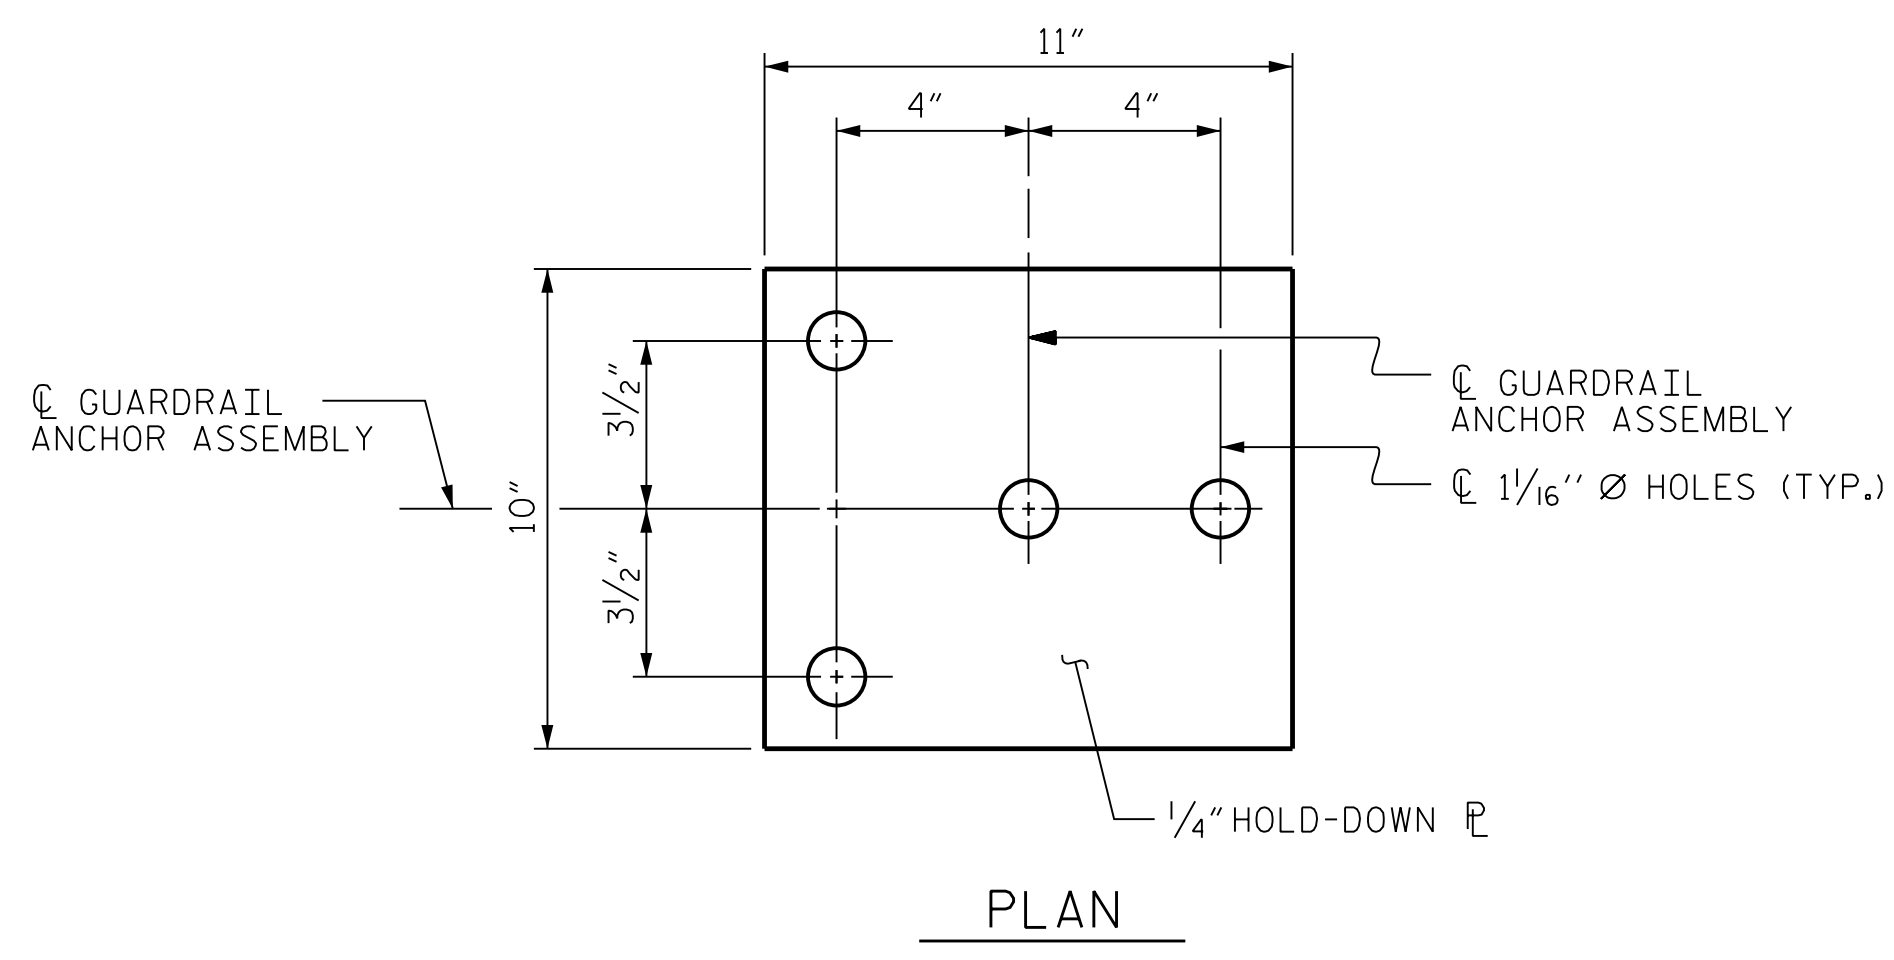 11"
4" 4"
℄ GUARDRAIL
ANCHOR ASSEMBLY
10"
3 1/2"
3 1/2"
℄ GUARDRAIL
ANCHOR ASSEMBLY
℄ 1 1/16" Ø HOLES (TYP.)
1/4" HOLD-DOWN ⅊
PLAN